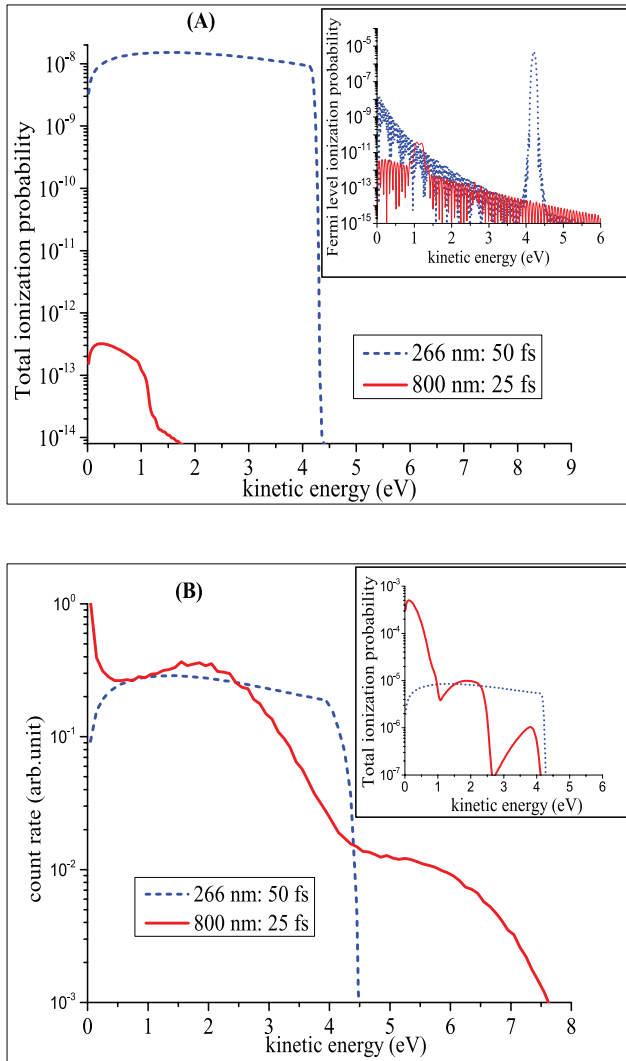 (A)
Total ionization probability
10^-8
10^-9
10^-10
10^-11
10^-12
10^-13
10^-14
0 1 2 3 4 5 6 7 8 9
kinetic energy (eV)
Fermi level ionization probability
10^-5
10^-7
10^-9
10^-11
10^-13
10^-15
0 1 2 3 4 5 6
kinetic energy (eV)
266 nm: 50 fs
800 nm: 25 fs
(B)
count rate (arb.unit)
10^0
10^-1
10^-2
10^-3
0 1 2 3 4 5 6 7 8
kinetic energy (eV)
Total ionization probability
10^-3
10^-4
10^-5
10^-6
10^-7
0 1 2 3 4 5 6
kinetic energy (eV)
266 nm: 50 fs
800 nm: 25 fs